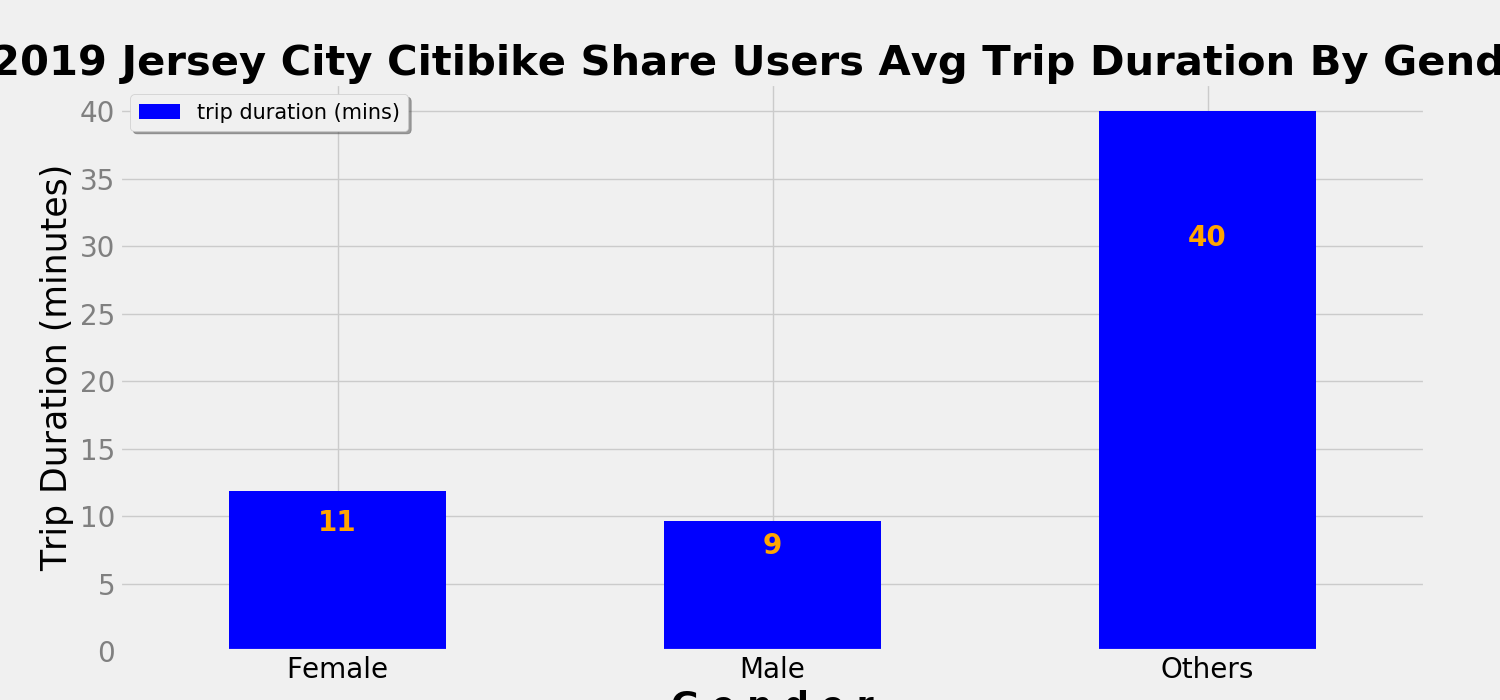 2019 Jersey City Citibike Share Users Avg Trip Duration By Gend
trip duration (mins)
Trip Duration (minutes)
40
35
30
25
20
15
10
5
0
11
9
40
Female Male Others
Gender